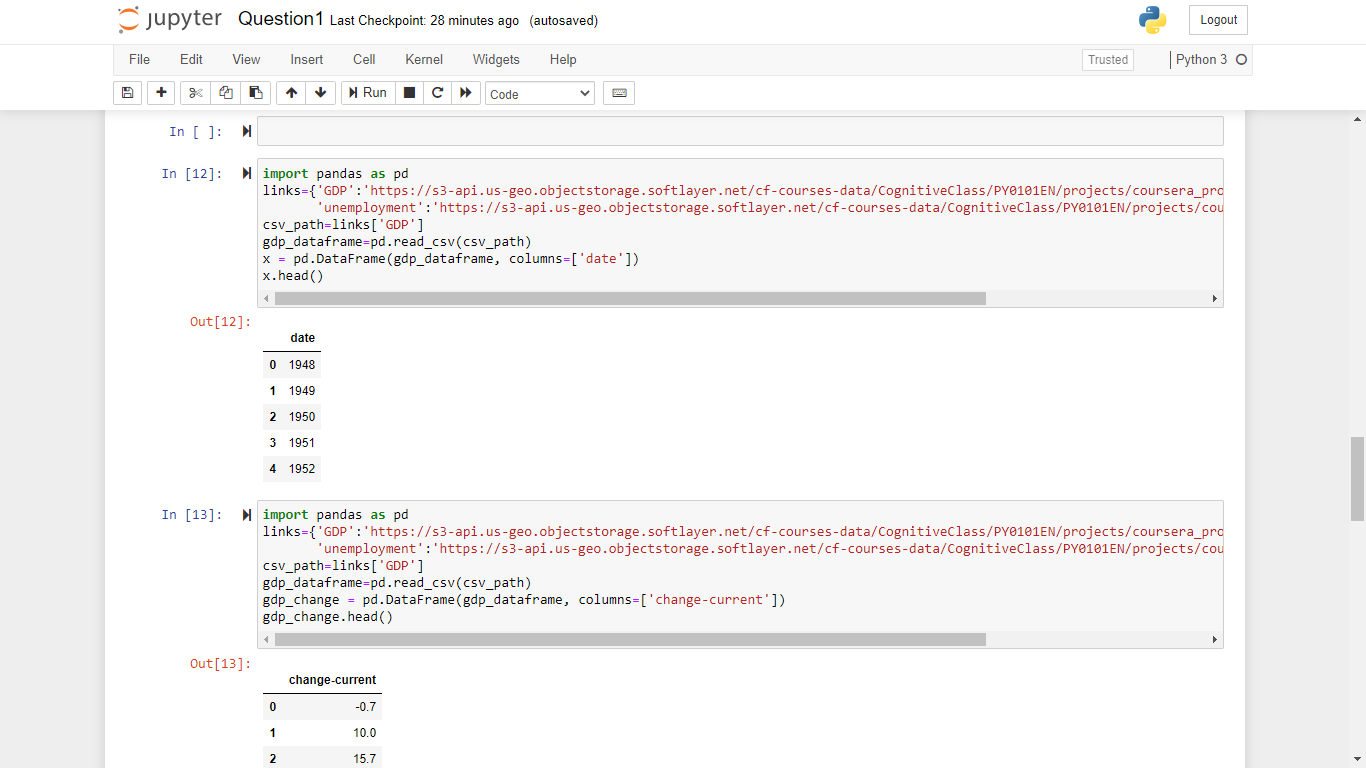 jupyter Question1 Last Checkpoint: 28 minutes ago (autosaved) Logout
File Edit View Insert Cell Kernel Widgets Help Trusted Python 3
Run Code
In [ ]:
In [12]: import pandas as pd
links={'GDP':'https://s3-api.us-geo.objectstorage.softlayer.net/cf-courses-data/CognitiveClass/PY0101EN/projects/coursera_pro
'unemployment':'https://s3-api.us-geo.objectstorage.softlayer.net/cf-courses-data/CognitiveClass/PY0101EN/projects/cou
csv_path=links['GDP']
gdp_dataframe=pd.read_csv(csv_path)
x = pd.DataFrame(gdp_dataframe, columns=['date'])
x.head()
Out[12]:
date
0 1948
1 1949
2 1950
3 1951
4 1952
In [13]: import pandas as pd
links={'GDP':'https://s3-api.us-geo.objectstorage.softlayer.net/cf-courses-data/CognitiveClass/PY0101EN/projects/coursera_pro
'unemployment':'https://s3-api.us-geo.objectstorage.softlayer.net/cf-courses-data/CognitiveClass/PY0101EN/projects/cou
csv_path=links['GDP']
gdp_dataframe=pd.read_csv(csv_path)
gdp_change = pd.DataFrame(gdp_dataframe, columns=['change-current'])
gdp_change.head()
Out[13]:
change-current
0 -0.7
1 10.0
2 15.7